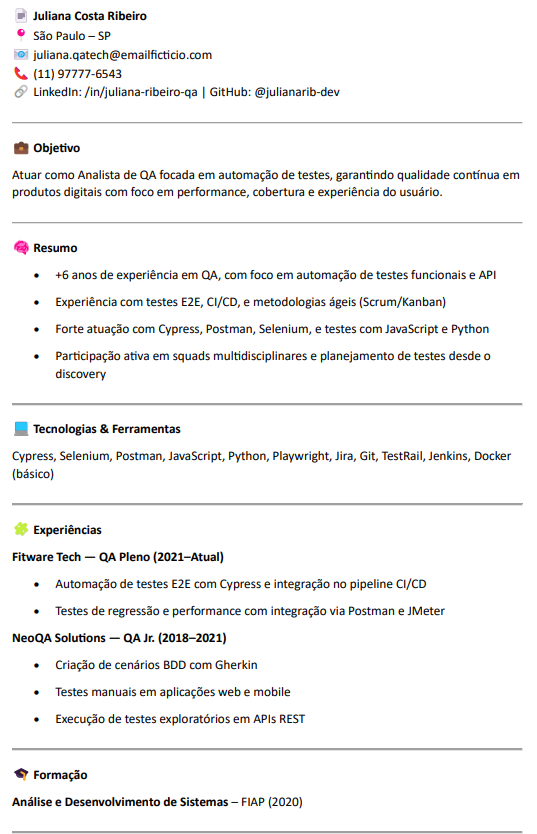 Juliana Costa Ribeiro
São Paulo – SP
juliana.qatech@emailficticio.com
(11) 97777-6543
LinkedIn: /in/juliana-ribeiro-qa | GitHub: @julianarib-dev
Objetivo
Atuar como Analista de QA focada em automação de testes, garantindo qualidade contínua em
produtos digitais com foco em performance, cobertura e experiência do usuário.
Resumo
• +6 anos de experiência em QA, com foco em automação de testes funcionais e API
• Experiência com testes E2E, CI/CD, e metodologias ágeis (Scrum/Kanban)
• Forte atuação com Cypress, Postman, Selenium, e testes com JavaScript e Python
• Participação ativa em squads multidisciplinares e planejamento de testes desde o
discovery
Tecnologias & Ferramentas
Cypress, Selenium, Postman, JavaScript, Python, Playwright, Jira, Git, TestRail, Jenkins, Docker
(básico)
Experiências
Fitware Tech — QA Pleno (2021–Atual)
• Automação de testes E2E com Cypress e integração no pipeline CI/CD
• Testes de regressão e performance com integração via Postman e JMeter
NeoQA Solutions — QA Jr. (2018–2021)
• Criação de cenários BDD com Gherkin
• Testes manuais em aplicações web e mobile
• Execução de testes exploratórios em APIs REST
Formação
Análise e Desenvolvimento de Sistemas – FIAP (2020)